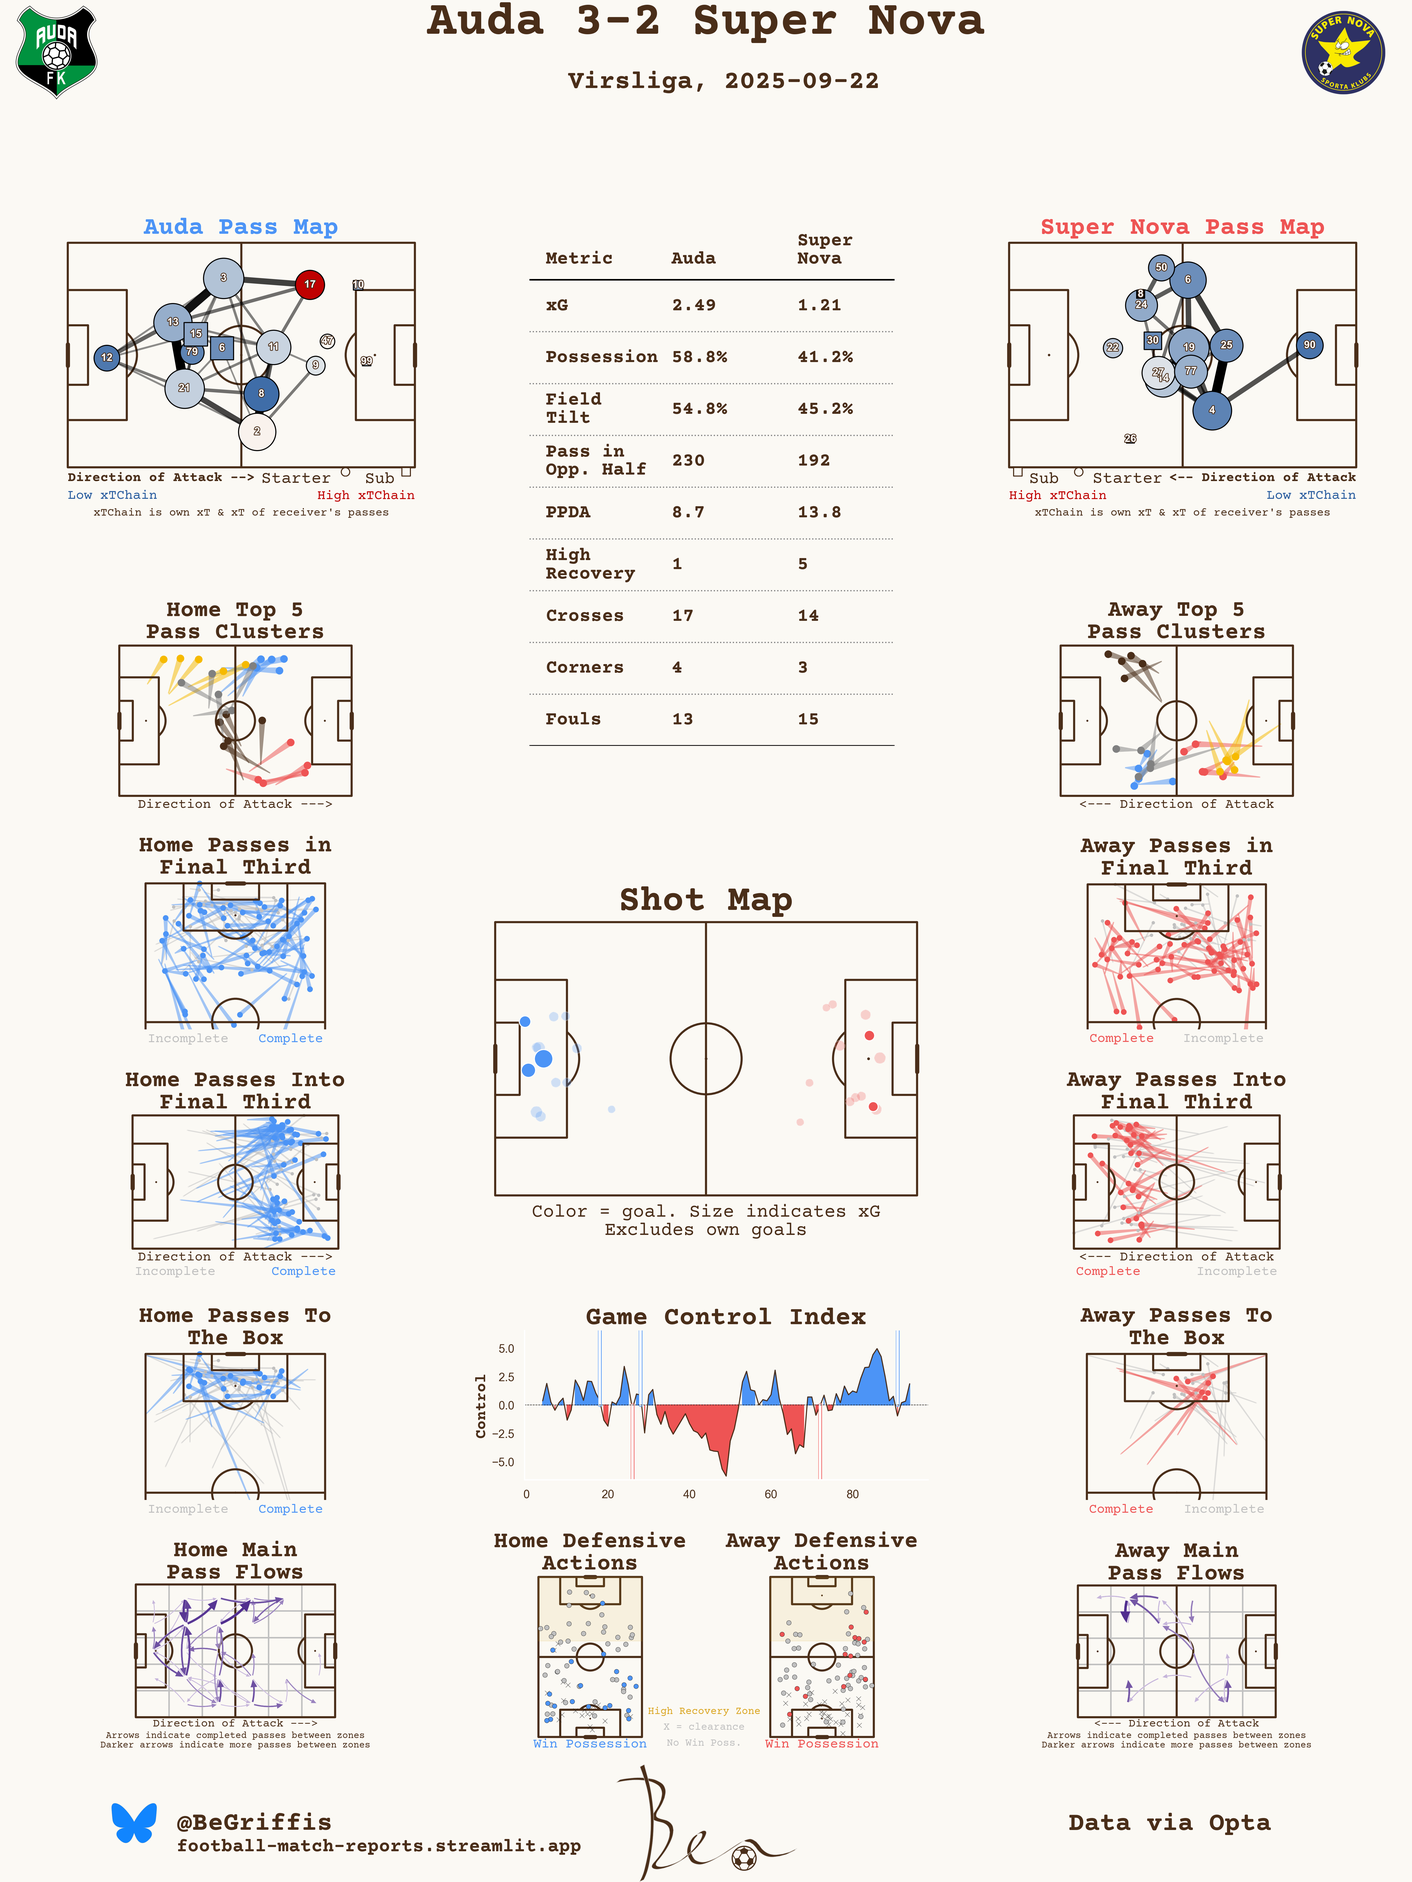 Auda 3-2 Super Nova
Virsliga, 2025-09-22
AUDA
FK
SUPER NOVA
SPORTA KLUBS
Auda Pass Map
3
17
10
13
15
6
79
12
11
47
9
99
21
8
2
Direction of Attack --> Starter Sub
Low xTChain High xTChain
xTChain is own xT & xT of receiver's passes
Metric Auda Super Nova
xG 2.49 1.21
Possession 58.8% 41.2%
Field Tilt 54.8% 45.2%
Pass in Opp. Half 230 192
PPDA 8.7 13.8
High Recovery 1 5
Crosses 17 14
Corners 4 3
Fouls 13 15
Super Nova Pass Map
50
6
8
24
22
30
19
25
90
27
14
77
4
26
Sub Starter <-- Direction of Attack
High xTChain Low xTChain
xTChain is own xT & xT of receiver's passes
Home Top 5
Pass Clusters
Direction of Attack --->
Away Top 5
Pass Clusters
<--- Direction of Attack
Home Passes in
Final Third
Incomplete Complete
Away Passes in
Final Third
Complete Incomplete
Shot Map
Color = goal. Size indicates xG
Excludes own goals
Home Passes Into
Final Third
Direction of Attack --->
Incomplete Complete
Away Passes Into
Final Third
<--- Direction of Attack
Complete Incomplete
Home Passes To
The Box
Incomplete Complete
Game Control Index
Control
5.0
2.5
0.0
−2.5
−5.0
0 20 40 60 80
Away Passes To
The Box
Complete Incomplete
Home Main
Pass Flows
Direction of Attack --->
Arrows indicate completed passes between zones
Darker arrows indicate more passes between zones
Home Defensive
Actions
Win Possession
Away Defensive
Actions
Win Possession
High Recovery Zone
X = clearance
No Win Poss.
Away Main
Pass Flows
<--- Direction of Attack
Arrows indicate completed passes between zones
Darker arrows indicate more passes between zones
@BeGriffis
football-match-reports.streamlit.app
Ben
Data via Opta